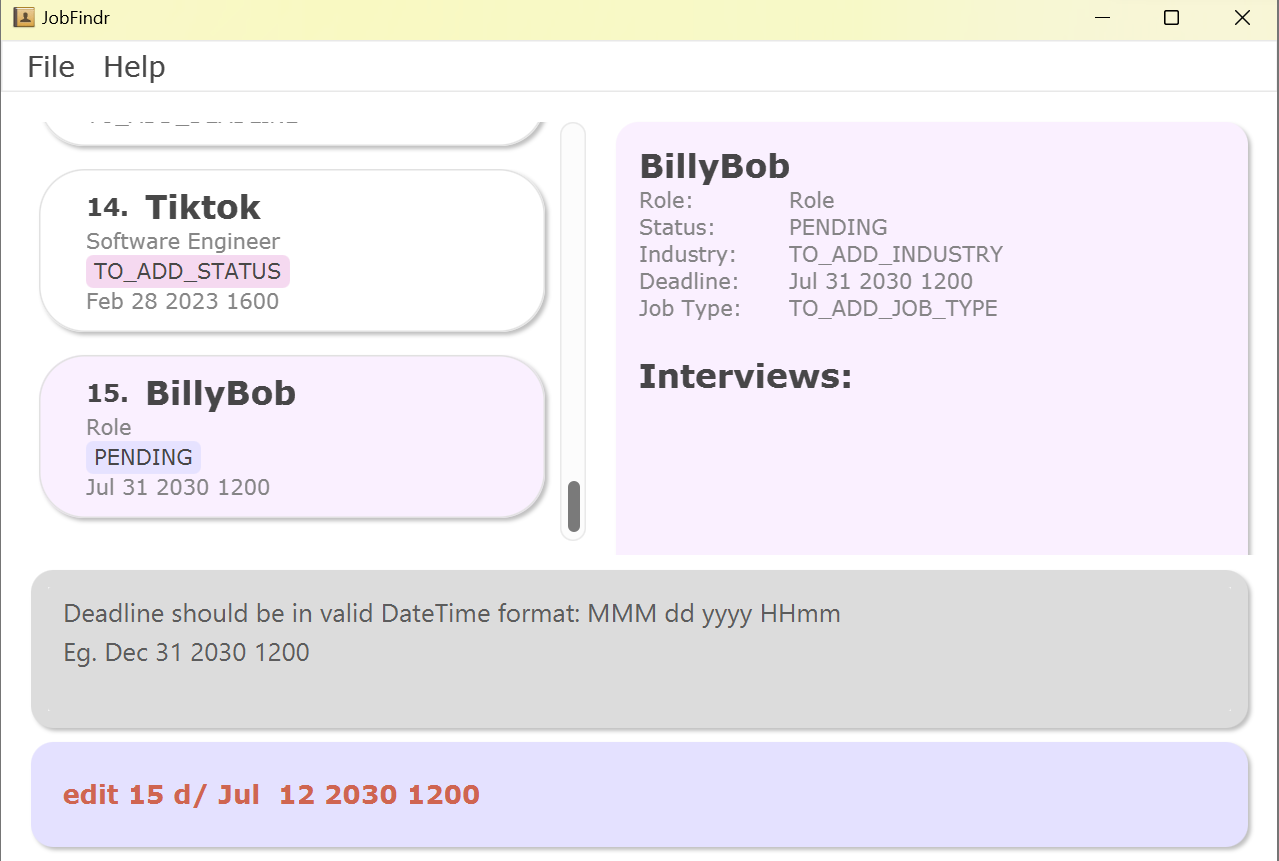 JobFindr
File Help
14. Tiktok
Software Engineer
TO_ADD_STATUS
Feb 28 2023 1600
15. BillyBob
Role
PENDING
Jul 31 2030 1200
BillyBob
Role: Role
Status: PENDING
Industry: TO_ADD_INDUSTRY
Deadline: Jul 31 2030 1200
Job Type: TO_ADD_JOB_TYPE
Interviews:
Deadline should be in valid DateTime format: MMM dd yyyy HHmm
Eg. Dec 31 2030 1200
edit 15 d/ Jul  12 2030 1200